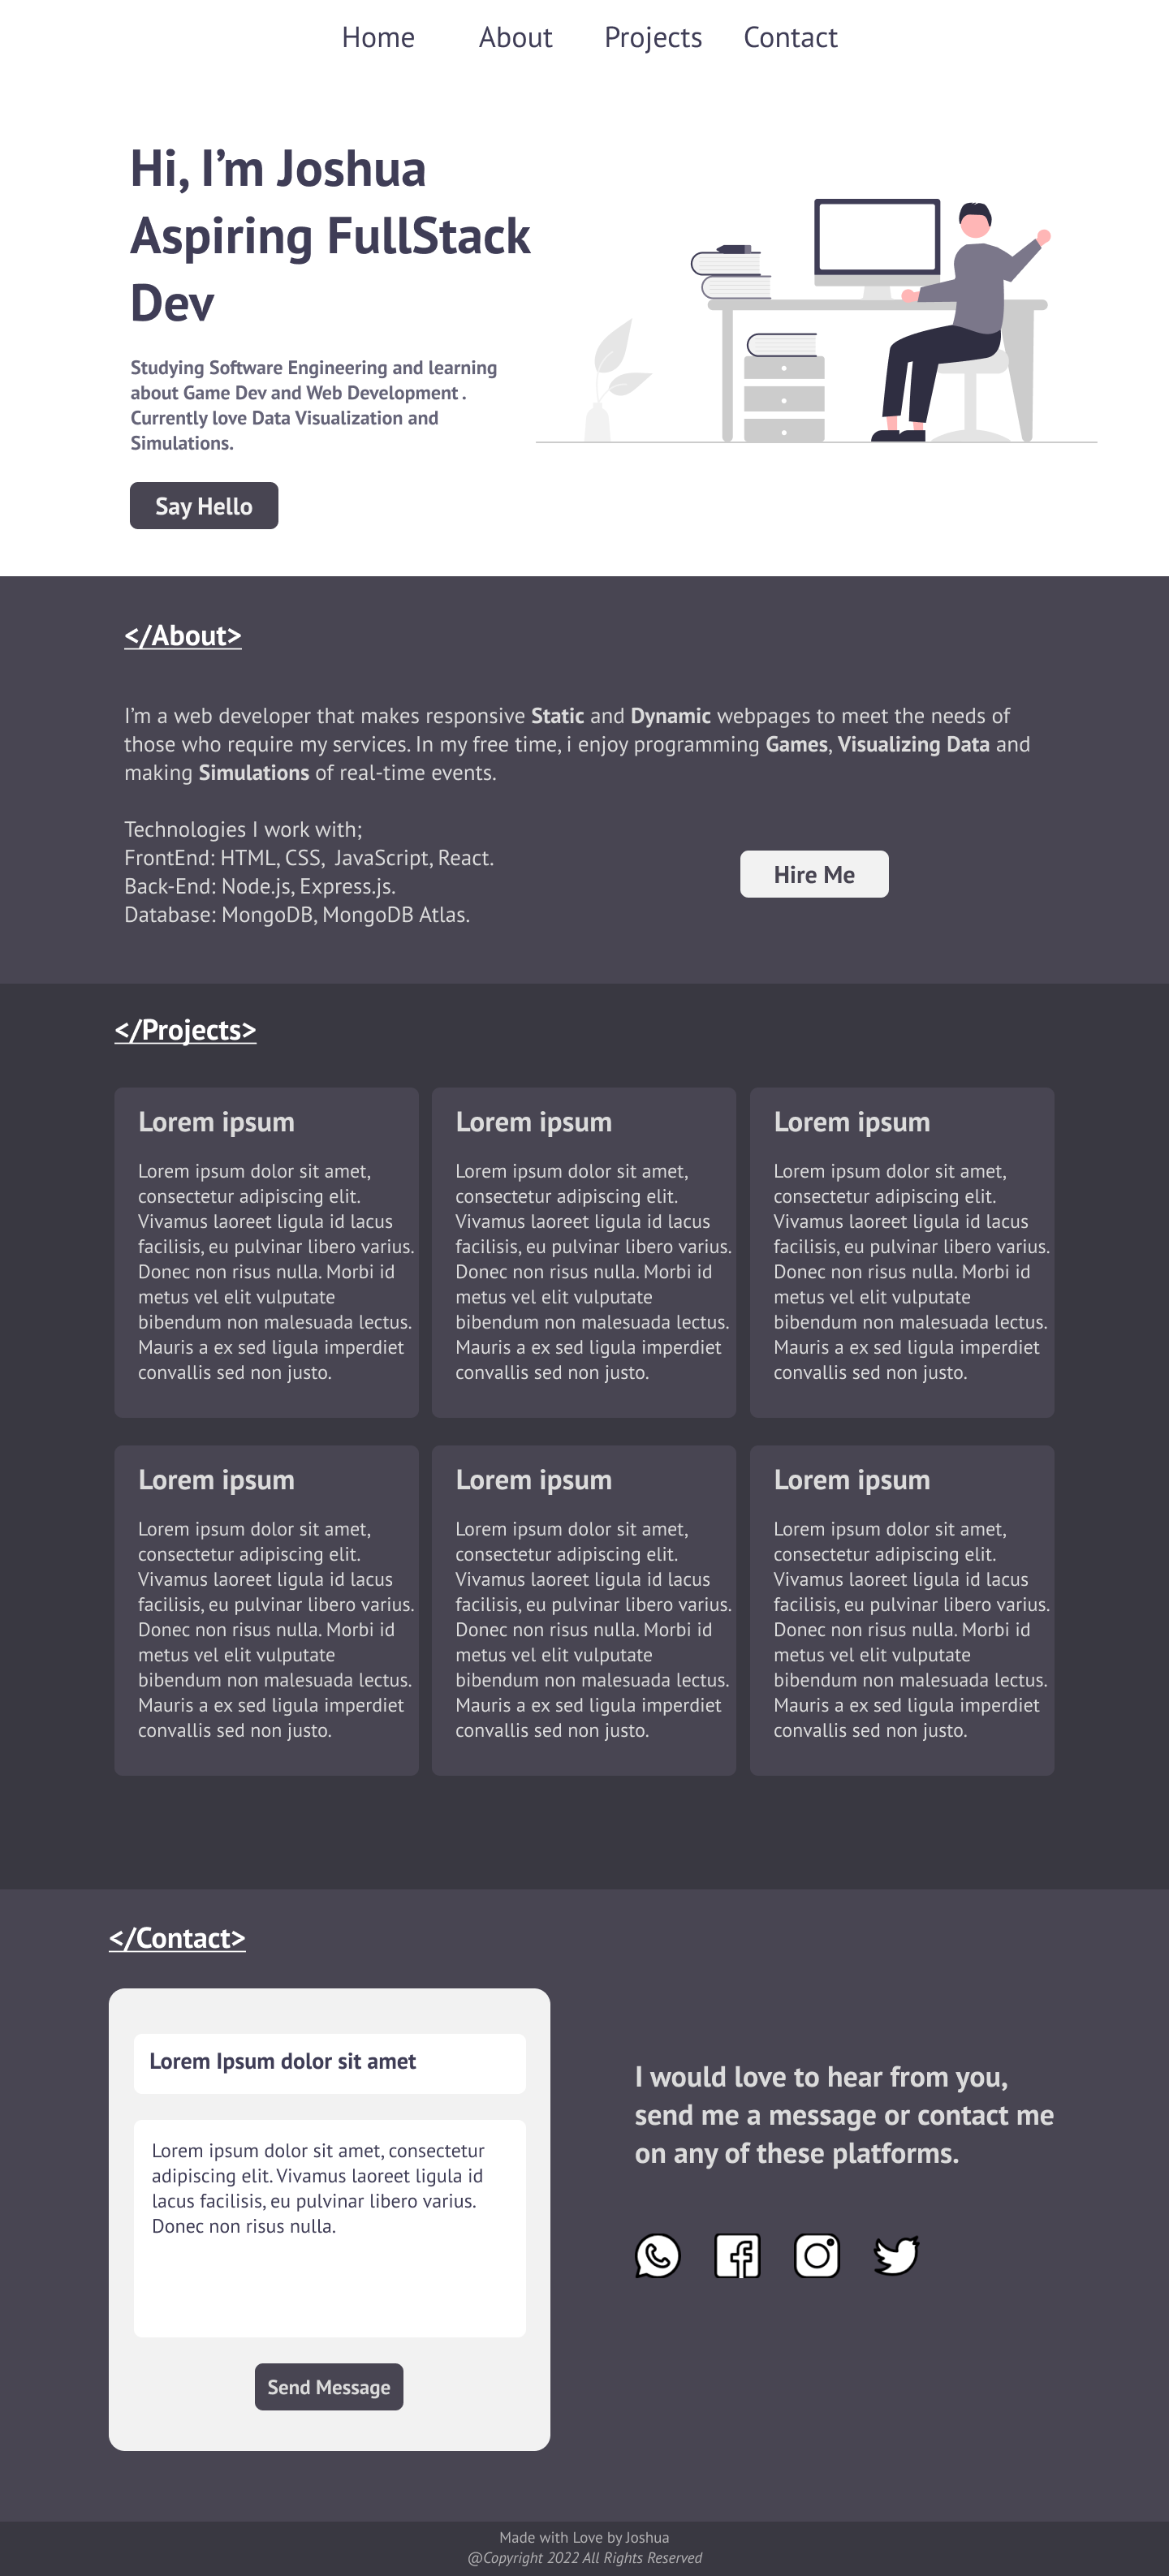 Home About Projects Contact
Hi, I’m Joshua
Aspiring FullStack
Dev
Studying Software Engineering and learning
about Game Dev and Web Development .
Currently love Data Visualization and
Simulations.
Say Hello
</About>
I’m a web developer that makes responsive Static and Dynamic webpages to meet the needs of
those who require my services. In my free time, i enjoy programming Games, Visualizing Data and
making Simulations of real-time events.
Technologies I work with;
FrontEnd: HTML, CSS,  JavaScript, React.
Back-End: Node.js, Express.js.
Database: MongoDB, MongoDB Atlas.
Hire Me
</Projects>
Lorem ipsum
Lorem ipsum dolor sit amet,
consectetur adipiscing elit.
Vivamus laoreet ligula id lacus
facilisis, eu pulvinar libero varius.
Donec non risus nulla. Morbi id
metus vel elit vulputate
bibendum non malesuada lectus.
Mauris a ex sed ligula imperdiet
convallis sed non justo.
Lorem ipsum
Lorem ipsum dolor sit amet,
consectetur adipiscing elit.
Vivamus laoreet ligula id lacus
facilisis, eu pulvinar libero varius.
Donec non risus nulla. Morbi id
metus vel elit vulputate
bibendum non malesuada lectus.
Mauris a ex sed ligula imperdiet
convallis sed non justo.
Lorem ipsum
Lorem ipsum dolor sit amet,
consectetur adipiscing elit.
Vivamus laoreet ligula id lacus
facilisis, eu pulvinar libero varius.
Donec non risus nulla. Morbi id
metus vel elit vulputate
bibendum non malesuada lectus.
Mauris a ex sed ligula imperdiet
convallis sed non justo.
Lorem ipsum
Lorem ipsum dolor sit amet,
consectetur adipiscing elit.
Vivamus laoreet ligula id lacus
facilisis, eu pulvinar libero varius.
Donec non risus nulla. Morbi id
metus vel elit vulputate
bibendum non malesuada lectus.
Mauris a ex sed ligula imperdiet
convallis sed non justo.
Lorem ipsum
Lorem ipsum dolor sit amet,
consectetur adipiscing elit.
Vivamus laoreet ligula id lacus
facilisis, eu pulvinar libero varius.
Donec non risus nulla. Morbi id
metus vel elit vulputate
bibendum non malesuada lectus.
Mauris a ex sed ligula imperdiet
convallis sed non justo.
Lorem ipsum
Lorem ipsum dolor sit amet,
consectetur adipiscing elit.
Vivamus laoreet ligula id lacus
facilisis, eu pulvinar libero varius.
Donec non risus nulla. Morbi id
metus vel elit vulputate
bibendum non malesuada lectus.
Mauris a ex sed ligula imperdiet
convallis sed non justo.
</Contact>
Lorem Ipsum dolor sit amet
Lorem ipsum dolor sit amet, consectetur
adipiscing elit. Vivamus laoreet ligula id
lacus facilisis, eu pulvinar libero varius.
Donec non risus nulla.
Send Message
I would love to hear from you,
send me a message or contact me
on any of these platforms.
Made with Love by Joshua
@Copyright 2022 All Rights Reserved